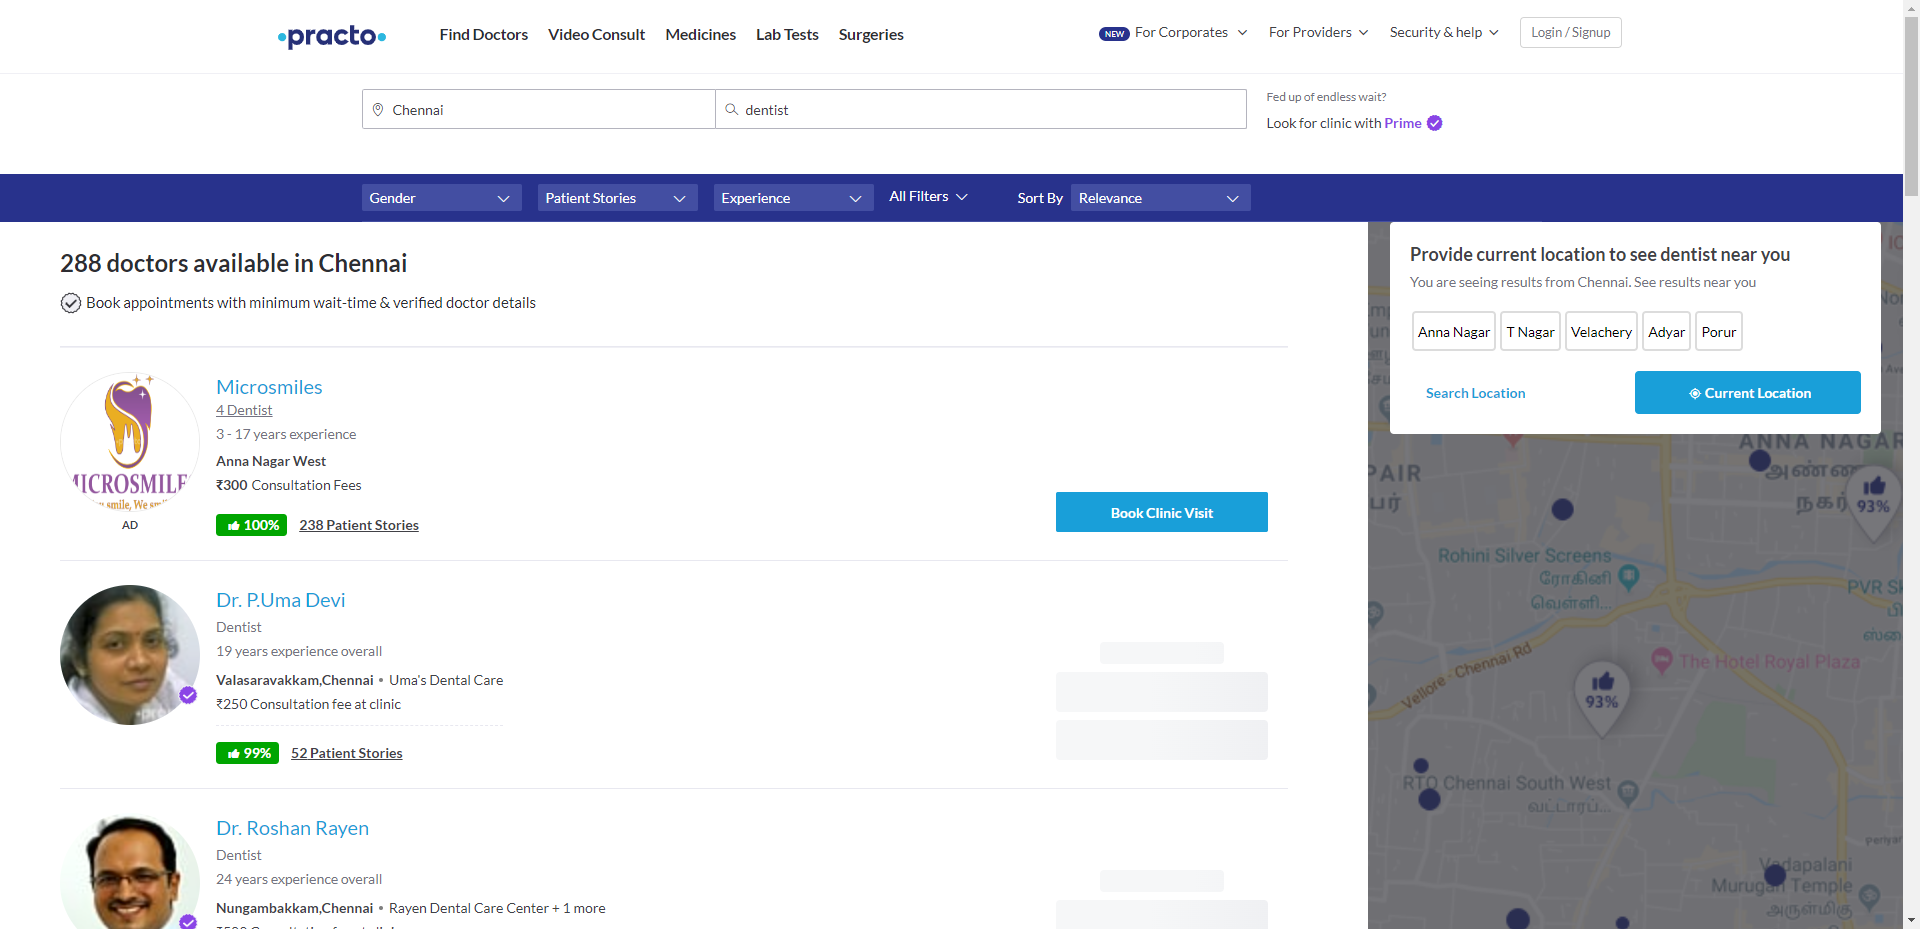 practo
Find Doctors
Video Consult
Medicines
Lab Tests
Surgeries
NEW For Corporates
For Providers
Security & help
Login / Signup
Chennai
dentist
Fed up of endless wait?
Look for clinic with Prime
Gender
Patient Stories
Experience
All Filters
Sort By
Relevance
288 doctors available in Chennai
Book appointments with minimum wait-time & verified doctor details
Microsmiles
4 Dentist
3 - 17 years experience
Anna Nagar West
₹300 Consultation Fees
AD
100%
238 Patient Stories
Book Clinic Visit
Dr. P.Uma Devi
Dentist
19 years experience overall
Valasaravakkam,Chennai • Uma's Dental Care
₹250 Consultation fee at clinic
99%
52 Patient Stories
Dr. Roshan Rayen
Dentist
24 years experience overall
Nungambakkam,Chennai • Rayen Dental Care Center + 1 more
Provide current location to see dentist near you
You are seeing results from Chennai. See results near you
Anna Nagar
T Nagar
Velachery
Adyar
Porur
Search Location
Current Location
ANNA NAGAR
அண்ண
நகர்
93%
Rohini Silver Screens
ரோகினி
வெள்ளி...
PVR
The Hotel Royal Plaza
Vellore - Chennai Rd
93%
RTO Chennai South West
வட்டாரப்...
Vadapalani
Murugan Temple
அருள்மிகு